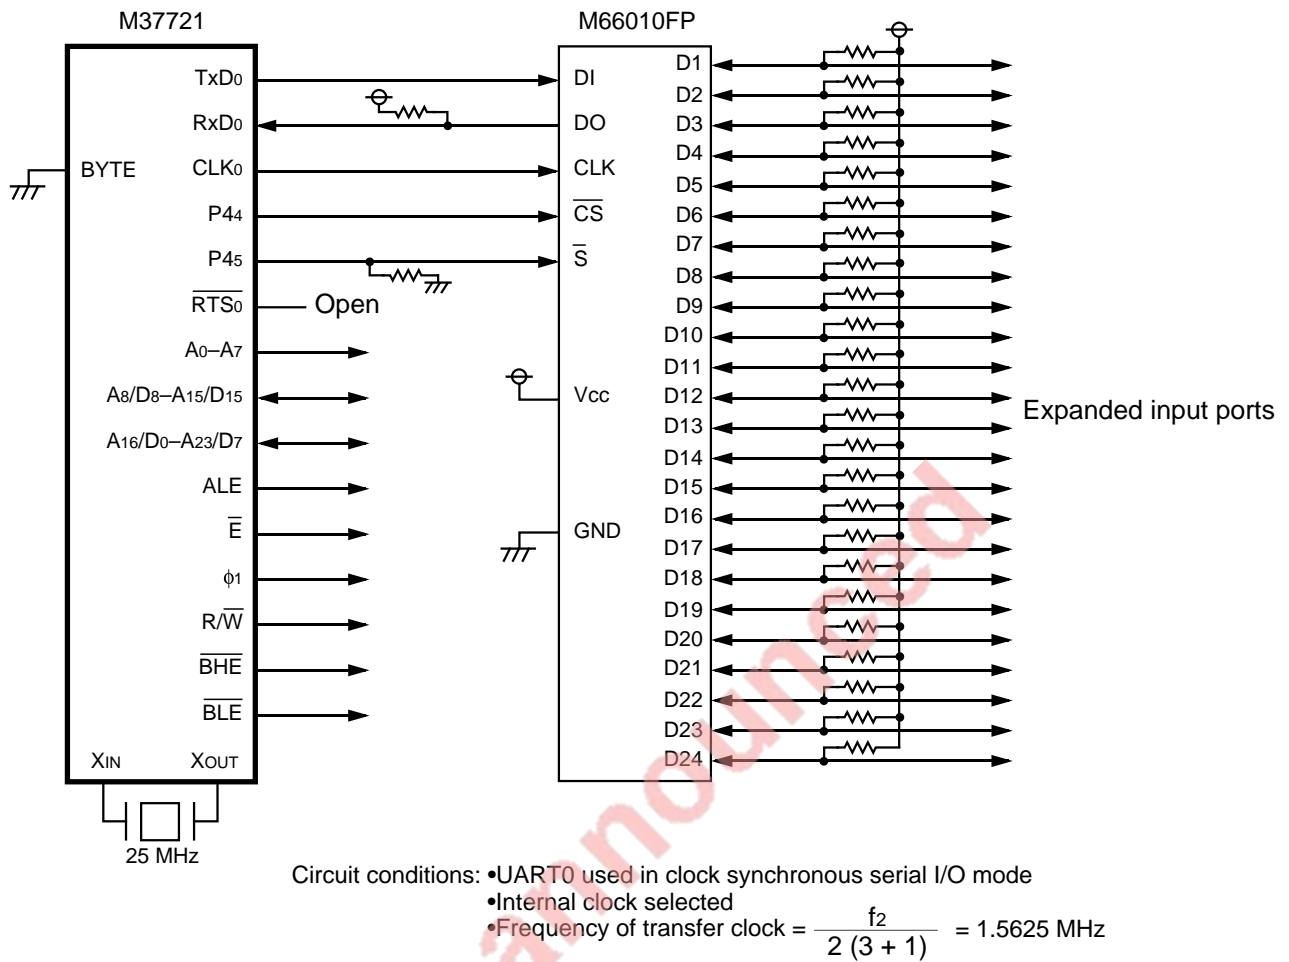 M37721
M66010FP
TxD0
RxD0
BYTE
CLK0
P44
P45
RTS0
Open
A0–A7
A8/D8–A15/D15
A16/D0–A23/D7
ALE
E
ϕ1
R/W
BHE
BLE
XIN
XOUT
25 MHz
DI
DO
CLK
CS
S
Vcc
GND
D1
D2
D3
D4
D5
D6
D7
D8
D9
D10
D11
D12
D13
D14
D15
D16
D17
D18
D19
D20
D21
D22
D23
D24
Expanded input ports
Circuit conditions: •UART0 used in clock synchronous serial I/O mode
•Internal clock selected
•Frequency of transfer clock = f2 / 2 (3 + 1) = 1.5625 MHz
announced